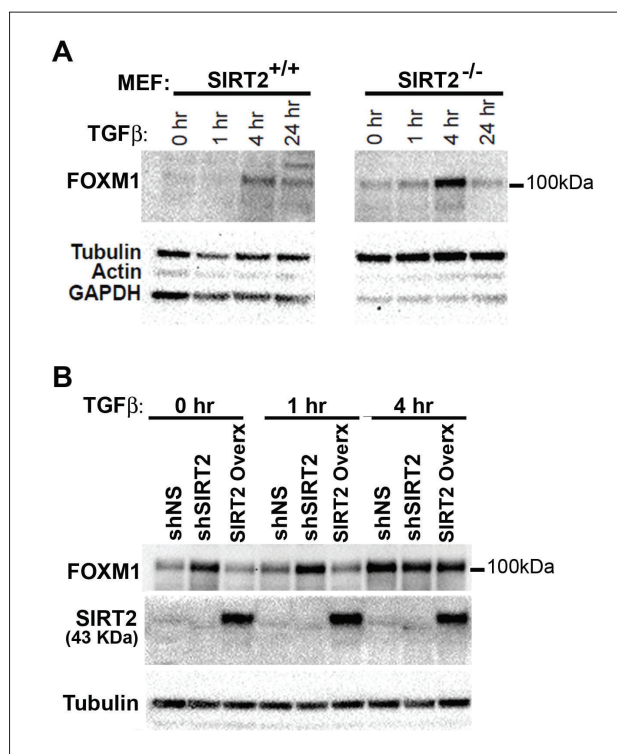 A
MEF: SIRT2+/+ SIRT2-/-
TGFβ: 0 hr 1 hr 4 hr 24 hr 0 hr 1 hr 4 hr 24 hr
FOXM1 100kDa
Tubulin
Actin
GAPDH
B
TGFβ: 0 hr 1 hr 4 hr
shNS shSIRT2 SIRT2 Overx shNS shSIRT2 SIRT2 Overx shNS shSIRT2 SIRT2 Overx
FOXM1 100kDa
SIRT2
(43 KDa)
Tubulin